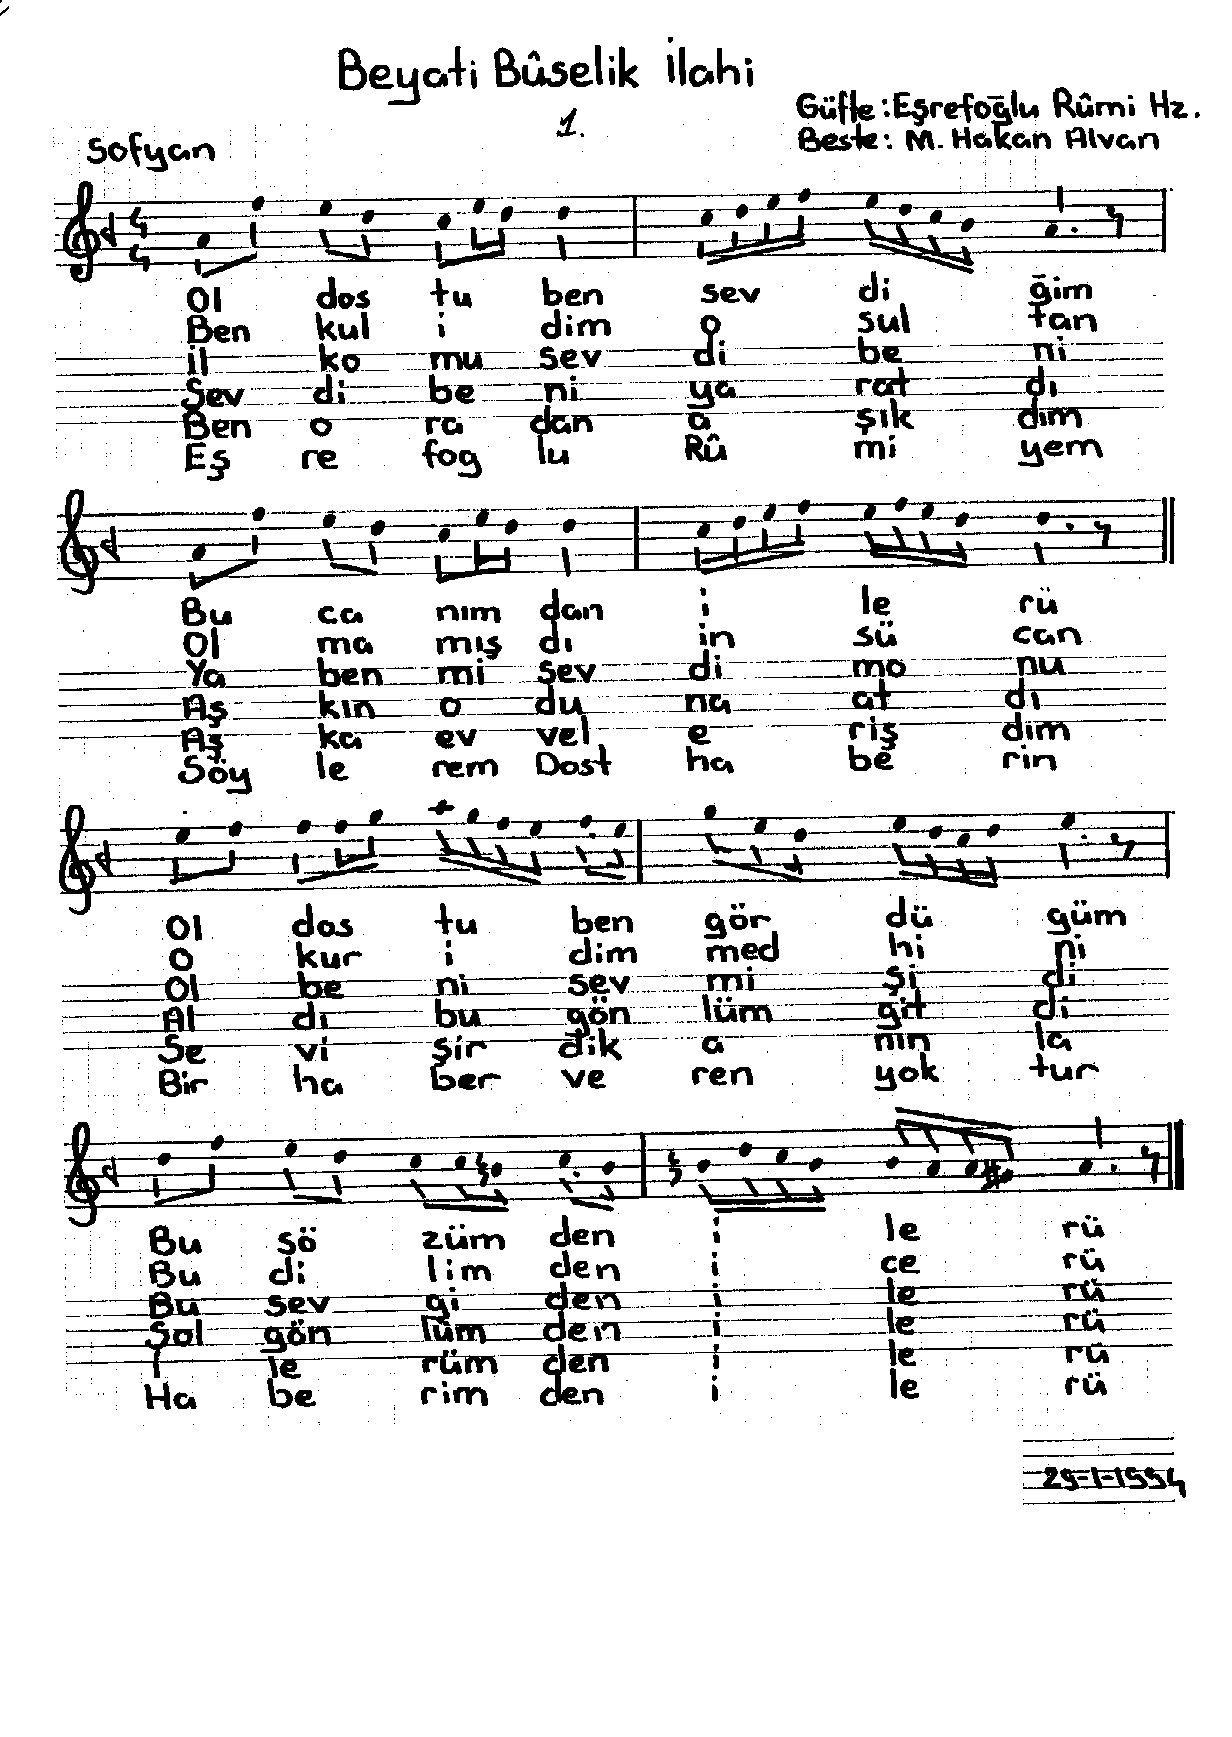 Beyati Bûselik İlahi
1.
Güfte: Eşrefoğlu Rûmi Hz.
Beste: M. Hakan Alvan
Sofyan
4
4
Ol dos tu ben sev di ğim
Ben kul i dim o sul tan
il ko mu sev di be ni
Sev di be ni ya rat dı
Ben o ra dan a şık dım
Eş re fog lu Rû mi yem
Bu ca nım dan i le rü
Ol ma mış dı in sü can
Ya ben mi sev di mo nu
Aş kın o du na at dı
Aş ka ev vel e riş dim
Söy le rem Dost ha be rin
Ol dos tu ben gör dü güm
O kur i dim med hi ni
Ol be ni sev mi şi di
Al dı bu gön lüm git di
Se vi şir dik a nın la
Bir ha ber ve ren yok tur
Bu sö züm den i le rü
Bu di lim den i ce rü
Bu sev gi den i le rü
Şol gön lüm den i le rü
İ le rüm den i le rü
Ha be rim den i le rü
29-1-1994